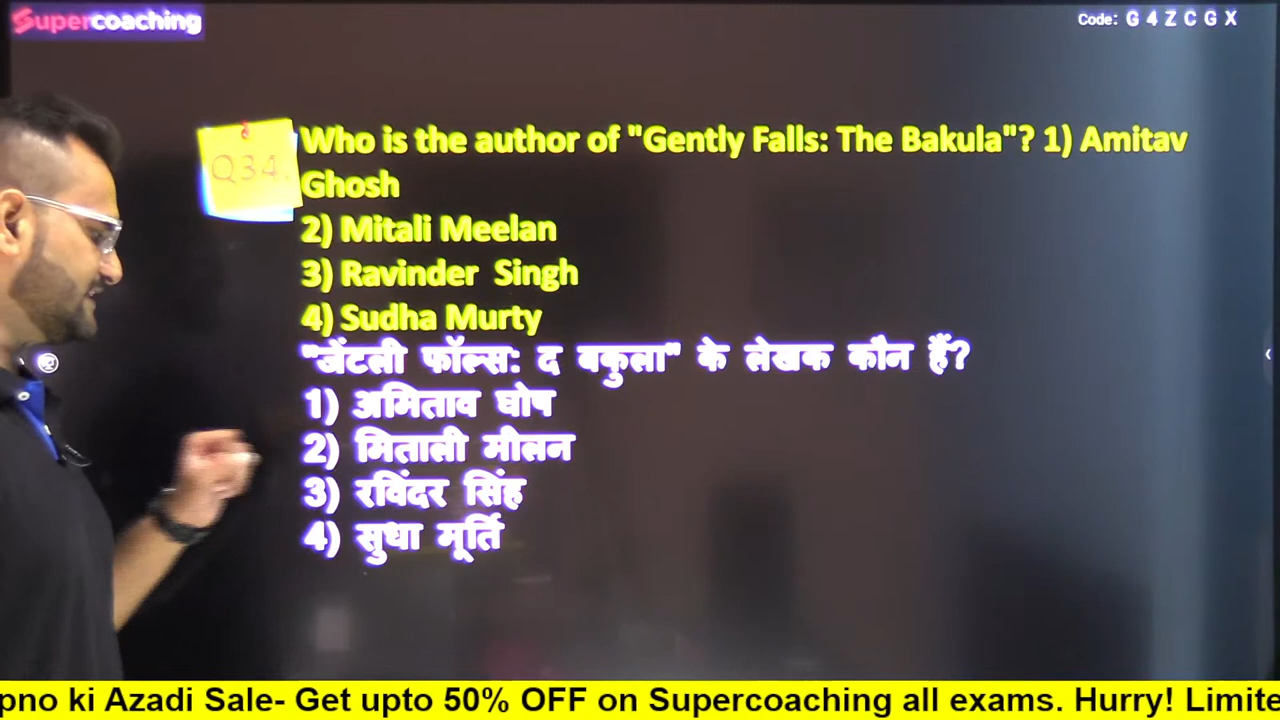 Supercoaching
Code: G 4 Z C G X
Q34.
Who is the author of "Gently Falls: The Bakula"? 1) Amitav
Ghosh
2) Mitali Meelan
3) Ravinder Singh
4) Sudha Murty
"जेंटली फॉल्स: द बकुला" के लेखक कौन हैं?
1) अमिताव घोष
2) मिताली मीलन
3) रविंदर सिंह
4) सुधा मूर्ति
pno ki Azadi Sale- Get upto 50% OFF on Supercoaching all exams. Hurry! Limite